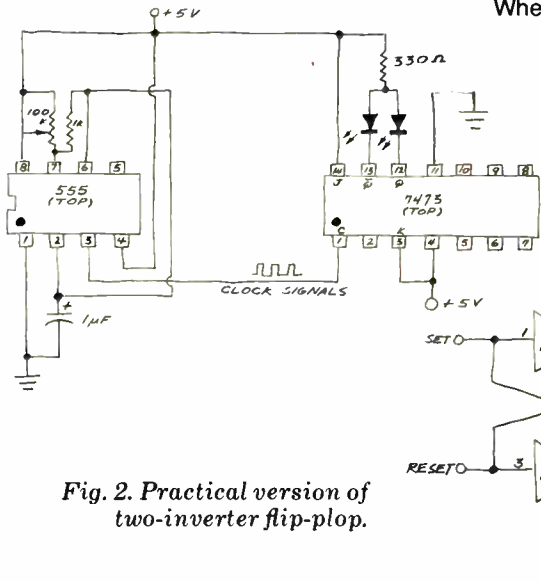 Whe
+5V
330Ω
100
K
1K
8 7 6 5
555
(TOP)
1 2 3 4
1µF
CLOCK SIGNALS
14 13 12 11 10 9 8
J Q̅ Q
7473
(TOP)
C K
1 2 3 4 5 6 7
+5V
SET
1
RESET
3
Fig. 2. Practical version of
two-inverter flip-plop.